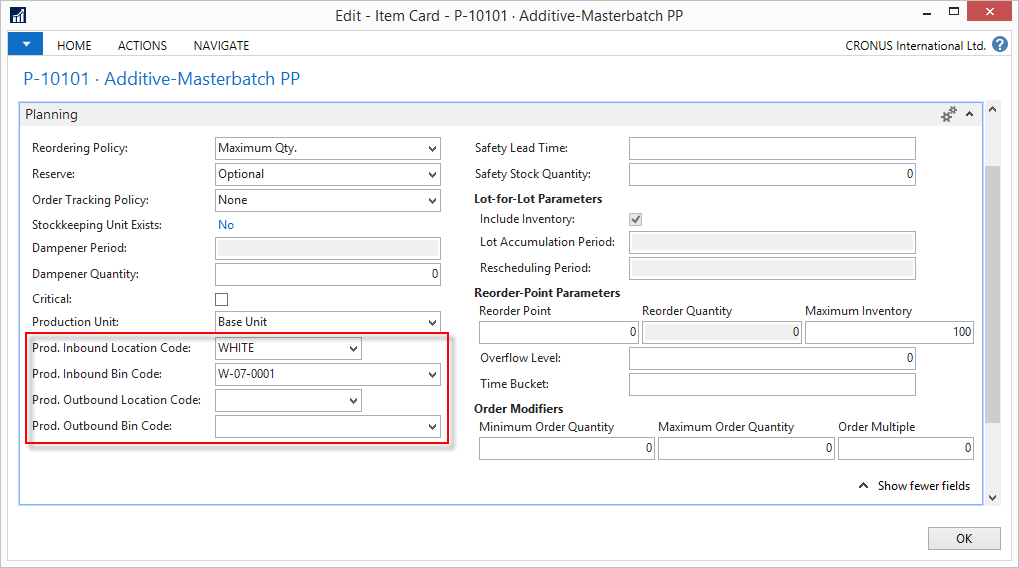 Edit - Item Card - P-10101 · Additive-Masterbatch PP
HOME ACTIONS NAVIGATE CRONUS International Ltd. ?
P-10101 · Additive-Masterbatch PP
Planning
Reordering Policy: Maximum Qty.
Reserve: Optional
Order Tracking Policy: None
Stockkeeping Unit Exists: No
Dampener Period:
Dampener Quantity: 0
Critical:
Production Unit: Base Unit
Prod. Inbound Location Code: WHITE
Prod. Inbound Bin Code: W-07-0001
Prod. Outbound Location Code:
Prod. Outbound Bin Code:
Safety Lead Time:
Safety Stock Quantity: 0
Lot-for-Lot Parameters
Include Inventory:
Lot Accumulation Period:
Rescheduling Period:
Reorder-Point Parameters
Reorder Point Reorder Quantity Maximum Inventory
0 0 100
Overflow Level: 0
Time Bucket:
Order Modifiers
Minimum Order Quantity Maximum Order Quantity Order Multiple
0 0 0
Show fewer fields
OK